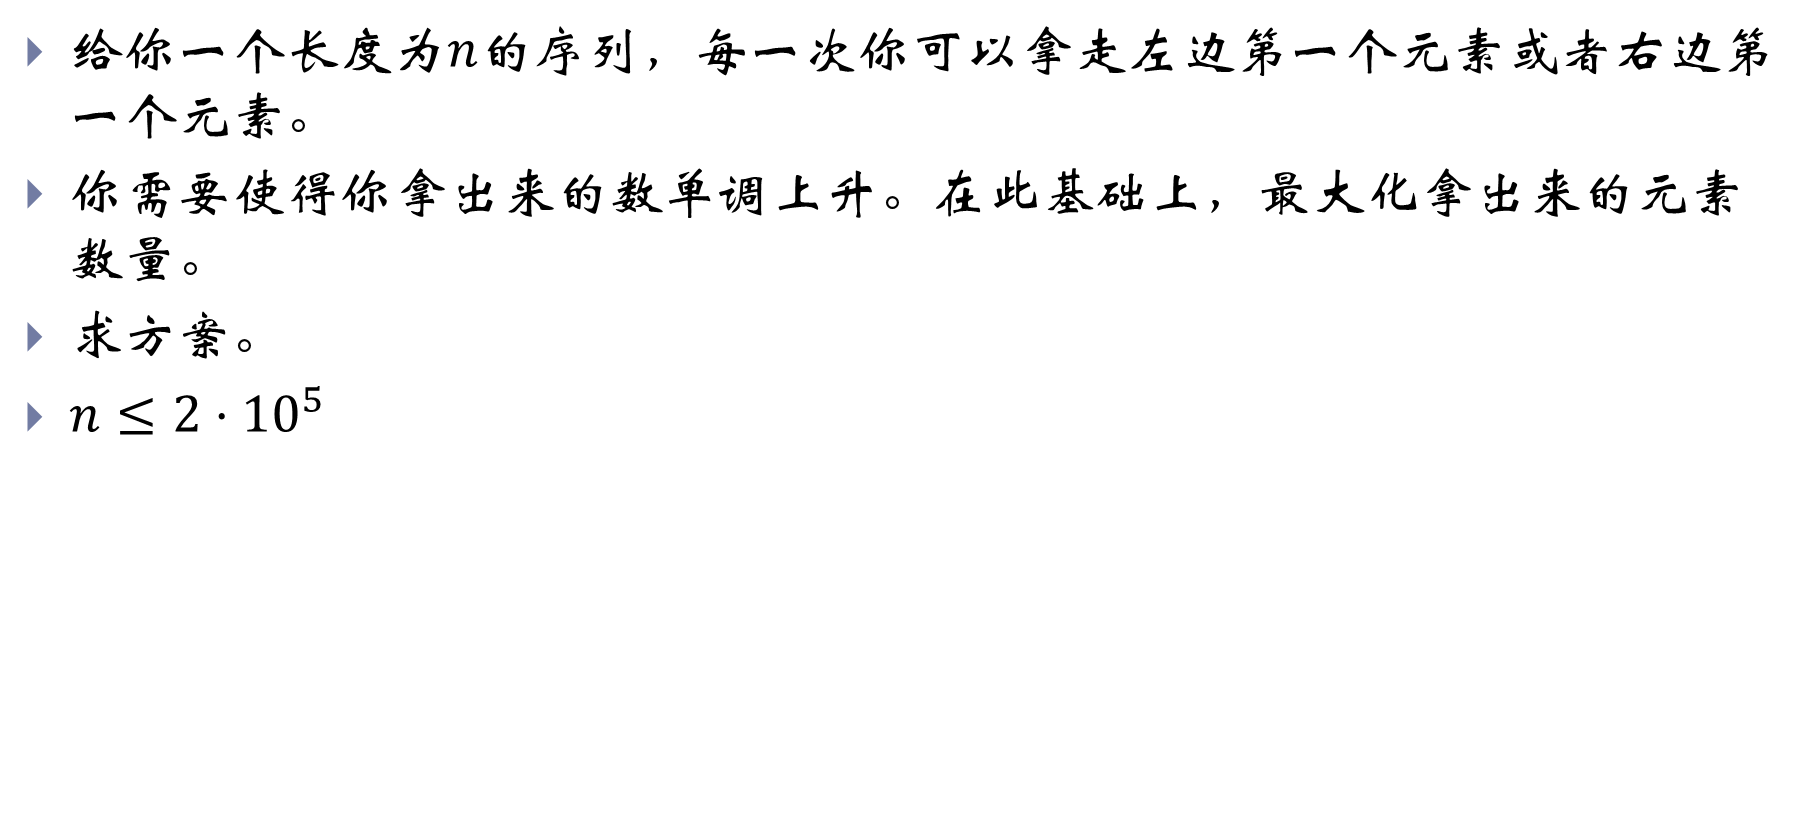 给你一个长度为n的序列，每一次你可以拿走左边第一个元素或者右边第
一个元素。
你需要使得你拿出来的数单调上升。在此基础上，最大化拿出来的元素
数量。
求方案。
n ≤ 2 · 10⁵